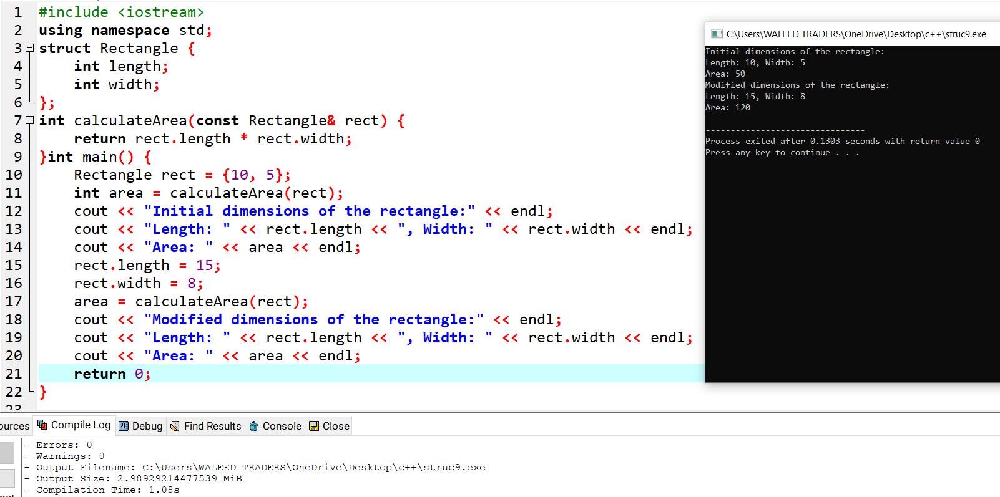 1 #include <iostream>
2 using namespace std;
3 struct Rectangle {
4 int length;
5 int width;
6 };
7 int calculateArea(const Rectangle& rect) {
8 return rect.length * rect.width;
9 }int main() {
10 Rectangle rect = {10, 5};
11 int area = calculateArea(rect);
12 cout << "Initial dimensions of the rectangle:" << endl;
13 cout << "Length: " << rect.length << ", Width: " << rect.width << endl;
14 cout << "Area: " << area << endl;
15 rect.length = 15;
16 rect.width = 8;
17 area = calculateArea(rect);
18 cout << "Modified dimensions of the rectangle:" << endl;
19 cout << "Length: " << rect.length << ", Width: " << rect.width << endl;
20 cout << "Area: " << area << endl;
21 return 0;
22 }
23
C:\Users\WALEED TRADERS\OneDrive\Desktop\c++\struc9.exe
Initial dimensions of the rectangle:
Length: 10, Width: 5
Area: 50
Modified dimensions of the rectangle:
Length: 15, Width: 8
Area: 120
--------------------------------
Process exited after 0.1303 seconds with return value 0
Press any key to continue . . .
ources Compile Log Debug Find Results Console Close
- Errors: 0
- Warnings: 0
- Output Filename: C:\Users\WALEED TRADERS\OneDrive\Desktop\c++\struc9.exe
- Output Size: 2.98929214477539 MiB
- Compilation Time: 1.08s